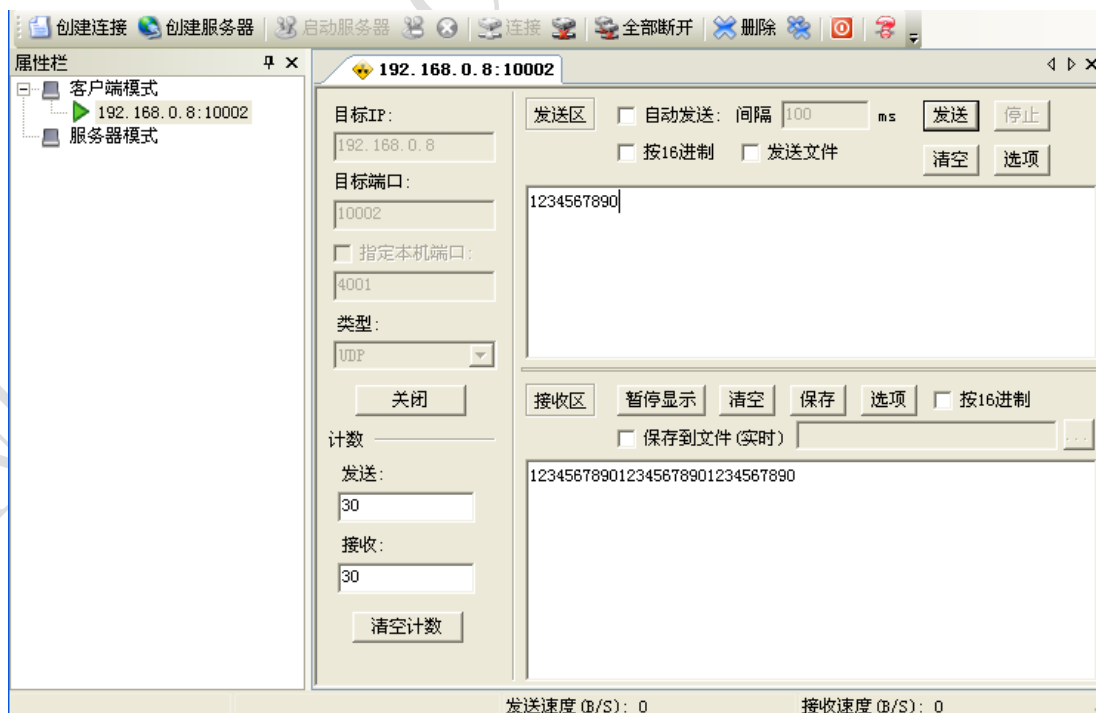 创建连接 创建服务器 启动服务器 连接 全部断开 删除
属性栏
客户端模式
192.168.0.8:10002
服务器模式
192.168.0.8:10002
目标IP:
192.168.0.8
目标端口:
10002
指定本机端口:
4001
类型:
UDP
关闭
计数
发送:
30
接收:
30
清空计数
发送区 自动发送: 间隔 100 ms 发送 停止
按16进制 发送文件 清空 选项
1234567890
接收区 暂停显示 清空 保存 选项 按16进制
保存到文件(实时) ...
123456789012345678901234567890
发送速度(B/S): 0 接收速度(B/S): 0